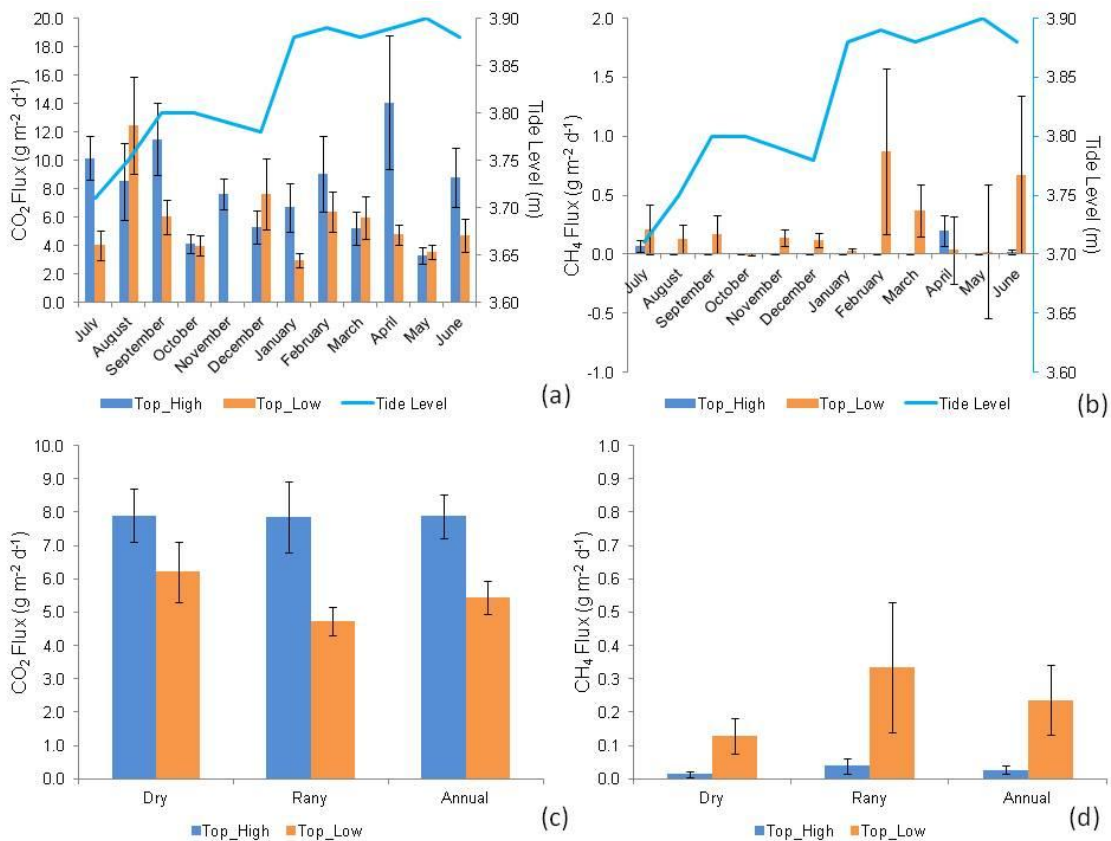 20.0
18.0
16.0
14.0
12.0
10.0
8.0
6.0
4.0
2.0
0.0
CO2 Flux (g m-2 d-1)
3.90
3.85
3.80
3.75
3.70
3.65
3.60
Tide Level (m)
July
August
September
October
November
December
January
February
March
April
May
June
Top_High Top_Low Tide Level
(a)
2.0
1.5
1.0
0.5
0.0
-0.5
-1.0
CH4 Flux (g m-2 d-1)
3.90
3.85
3.80
3.75
3.70
3.65
3.60
Tide Level (m)
July
August
September
October
November
December
January
February
March
April
May
June
Top_High Top_Low Tide Level
(b)
10.0
9.0
8.0
7.0
6.0
5.0
4.0
3.0
2.0
1.0
0.0
CO2 Flux (g m-2 d-1)
Dry Rany Annual
Top_High Top_Low
(c)
1.0
0.9
0.8
0.7
0.6
0.5
0.4
0.3
0.2
0.1
0.0
CH4 Flux (g m-2 d-1)
Dry Rany Annual
Top_High Top_Low
(d)